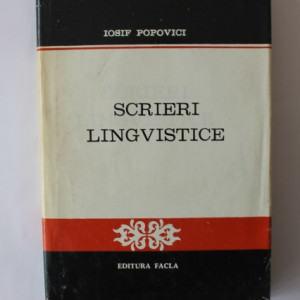 IOSIF POPOVICI
SCRIERI
LINGVISTICE
EDITURA FACLA